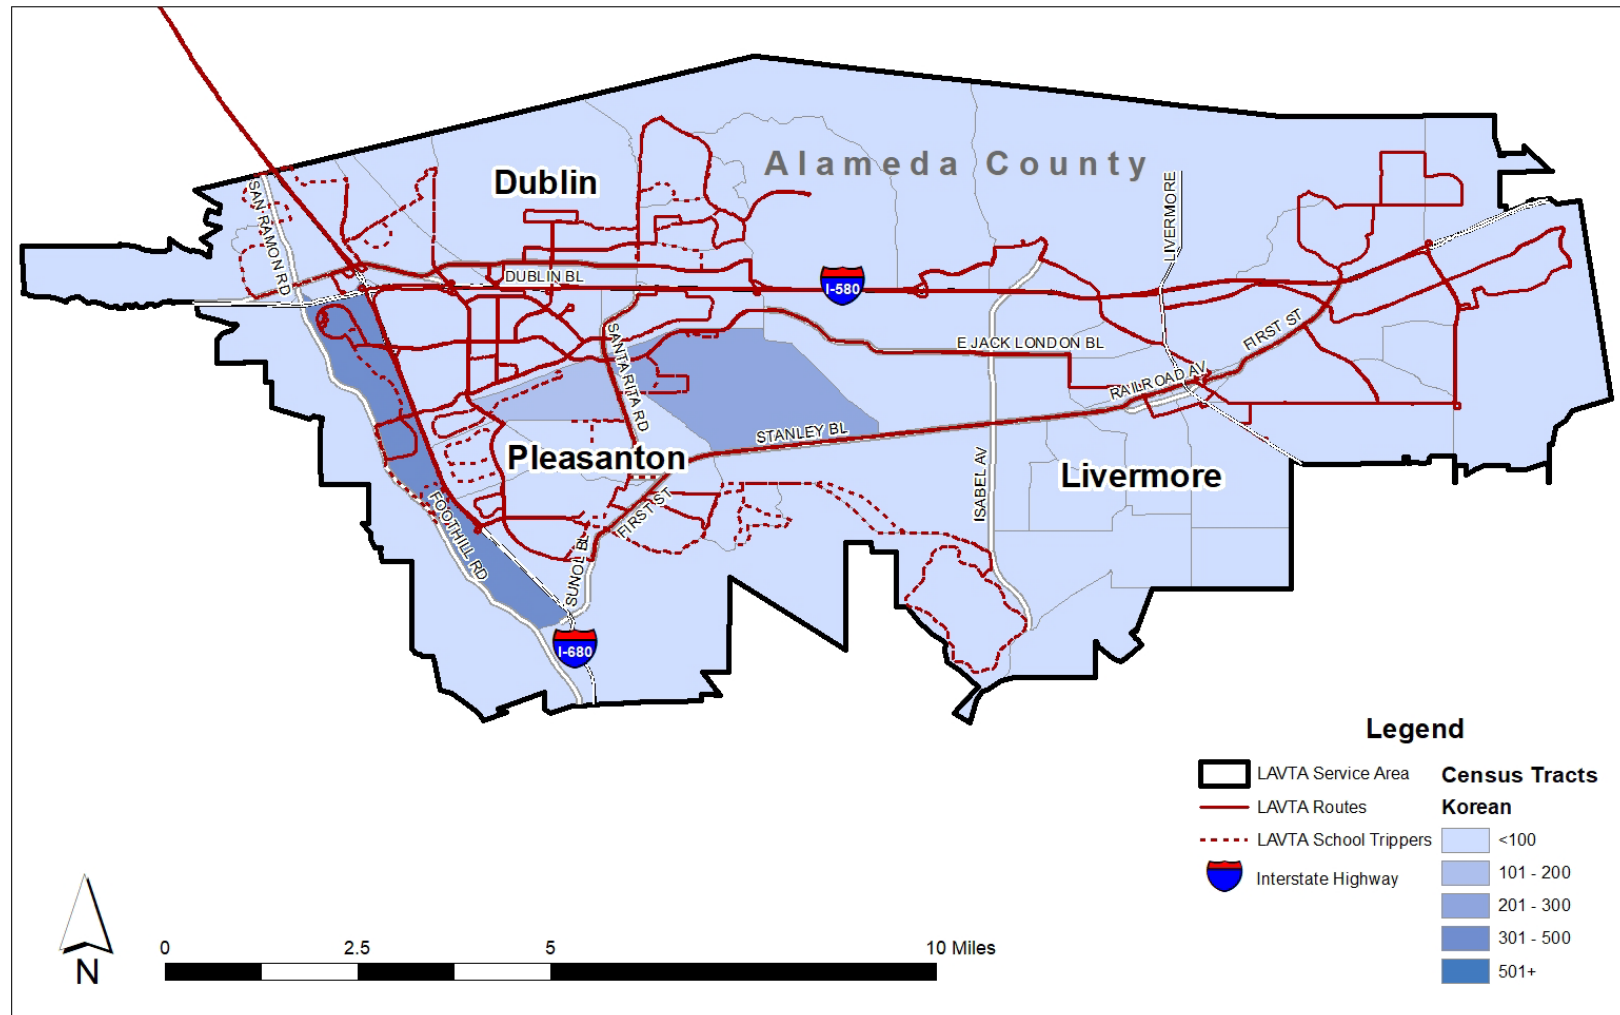 Alameda County
Dublin
SAN RAMON RD
LIVERMORE
DUBLIN BL
I-580
SANTA RITA RD
E JACK LONDON BL
FIRST ST
RAILROAD AV
STANLEY BL
Pleasanton
Livermore
ISABEL AV
FOOTHILL RD
FIRST ST
SUNOL BL
I-680
Legend
LAVTA Service Area
LAVTA Routes
LAVTA School Trippers
Interstate Highway
Census Tracts
Korean
<100
101 - 200
201 - 300
301 - 500
501+
N
0 2.5 5 10 Miles